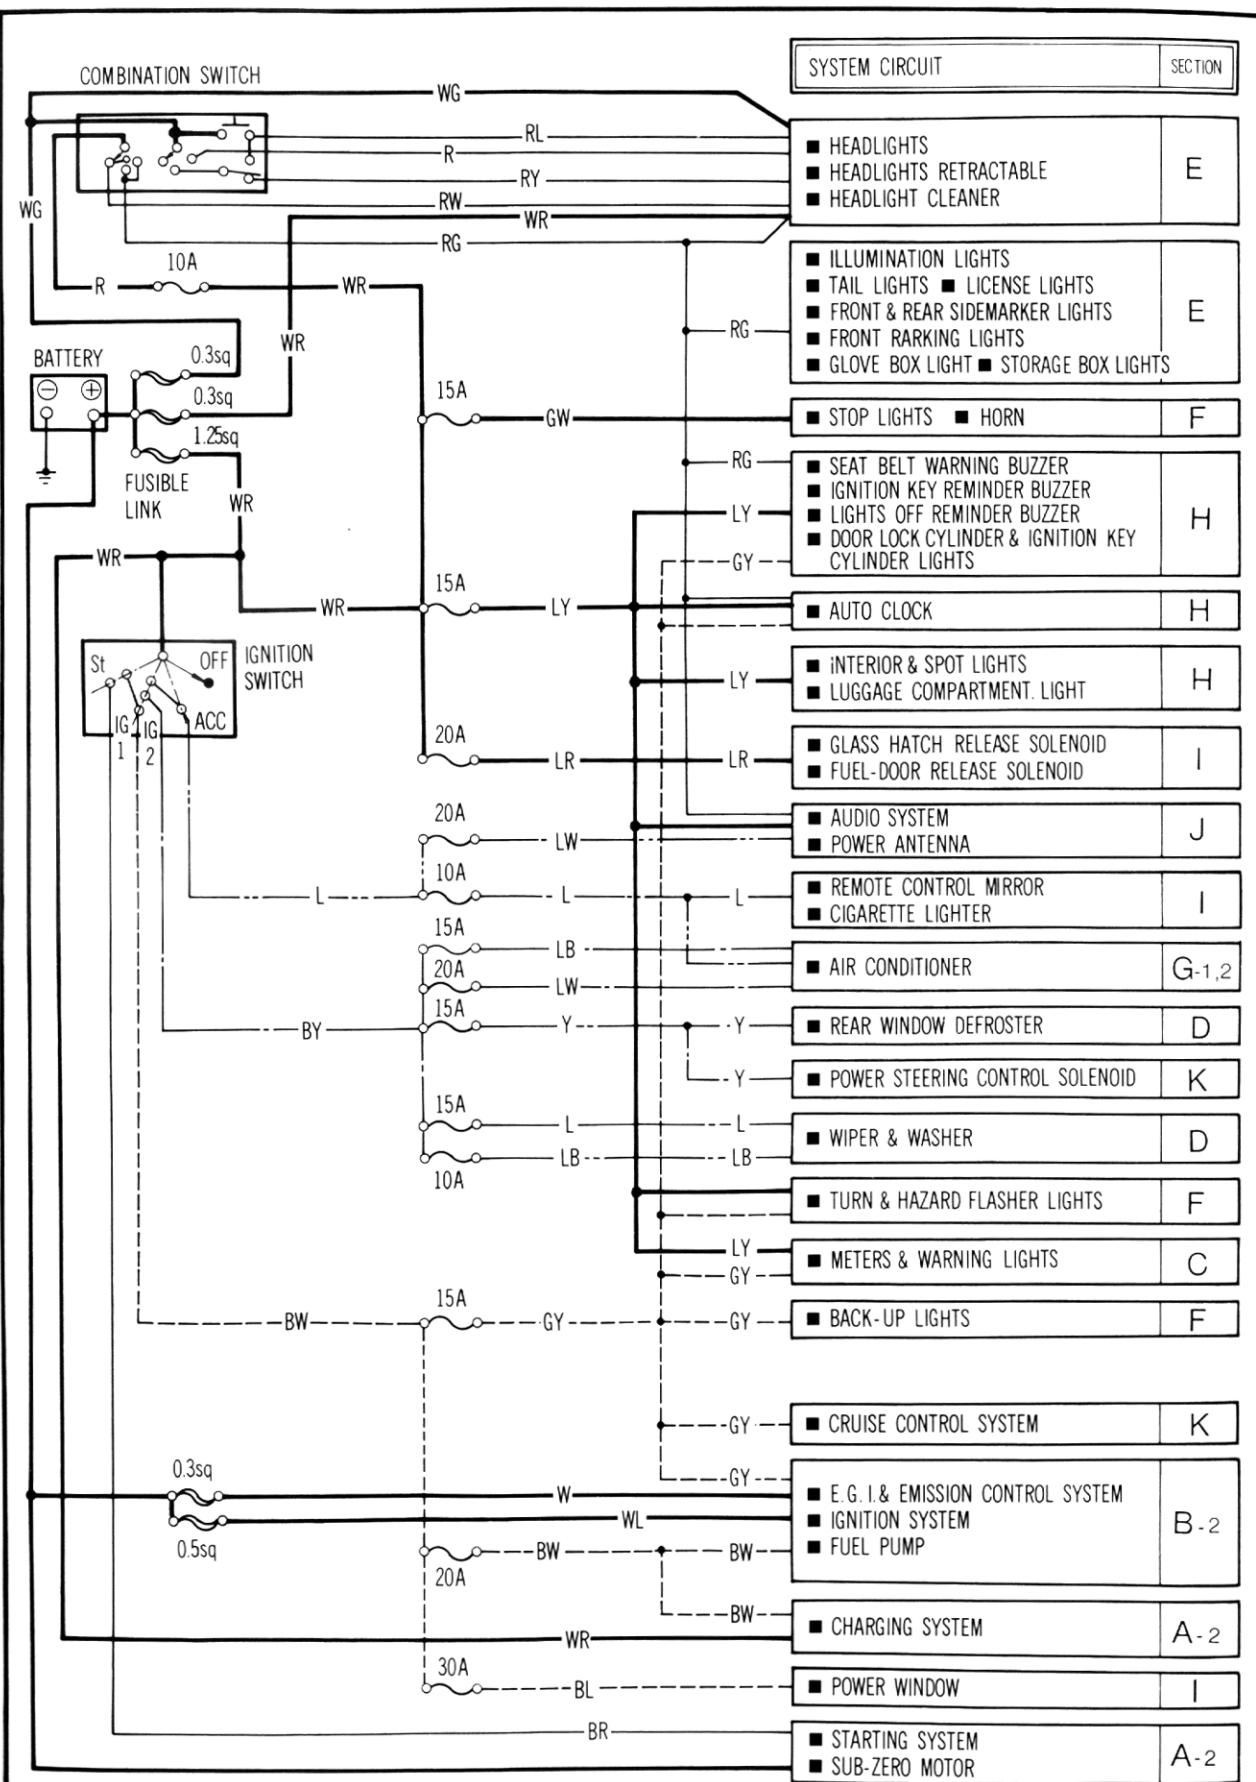 SYSTEM CIRCUIT SECTION
COMBINATION SWITCH
WG
RL
R
RY
RW
WR
RG
■ HEADLIGHTS
■ HEADLIGHTS RETRACTABLE
■ HEADLIGHT CLEANER
E
WG
10A
R
WR
WR
■ ILLUMINATION LIGHTS
■ TAIL LIGHTS ■ LICENSE LIGHTS
■ FRONT & REAR SIDEMARKER LIGHTS
■ FRONT RARKING LIGHTS
■ GLOVE BOX LIGHT ■ STORAGE BOX LIGHTS
E
RG
BATTERY
− +
0.3sq
0.3sq
1.25sq
FUSIBLE
LINK
WR
15A
GW
■ STOP LIGHTS ■ HORN F
RG
LY
GY
■ SEAT BELT WARNING BUZZER
■ IGNITION KEY REMINDER BUZZER
■ LIGHTS OFF REMINDER BUZZER
■ DOOR LOCK CYLINDER & IGNITION KEY
CYLINDER LIGHTS
H
WR
WR
15A
LY
■ AUTO CLOCK H
IGNITION
SWITCH
St
OFF
IG
1
IG
2
ACC
LY
■ iNTERIOR & SPOT LIGHTS
■ LUGGAGE COMPARTMENT. LIGHT
H
20A
LR LR
■ GLASS HATCH RELEASE SOLENOID
■ FUEL-DOOR RELEASE SOLENOID
I
20A
LW
■ AUDIO SYSTEM
■ POWER ANTENNA
J
L
10A
L L
■ REMOTE CONTROL MIRROR
■ CIGARETTE LIGHTER
I
15A
LB
20A
LW
■ AIR CONDITIONER G-1,2
BY
15A
Y Y
■ REAR WINDOW DEFROSTER D
Y
■ POWER STEERING CONTROL SOLENOID K
15A
L L
LB LB
10A
■ WIPER & WASHER D
■ TURN & HAZARD FLASHER LIGHTS F
LY
GY
■ METERS & WARNING LIGHTS C
BW
15A
GY GY
■ BACK-UP LIGHTS F
GY
■ CRUISE CONTROL SYSTEM K
GY
0.3sq
W
WL
0.5sq
■ E.G.I.& EMISSION CONTROL SYSTEM
■ IGNITION SYSTEM
■ FUEL PUMP
B-2
BW BW
20A
BW
WR
■ CHARGING SYSTEM A-2
30A
BL
■ POWER WINDOW I
BR
■ STARTING SYSTEM
■ SUB-ZERO MOTOR
A-2